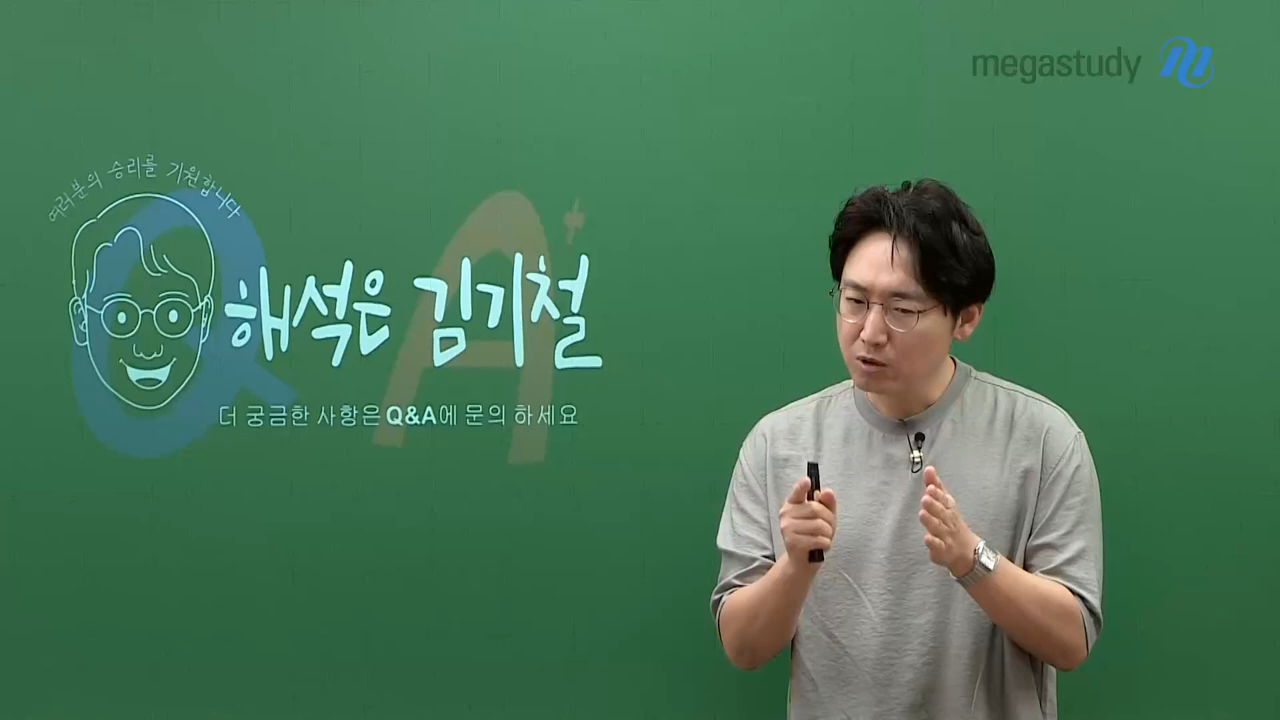 megastudy
여러분의 승리를 기원합니다
Q A+
해석은 김기철
더 궁금한 사항은 Q&A에 문의 하세요